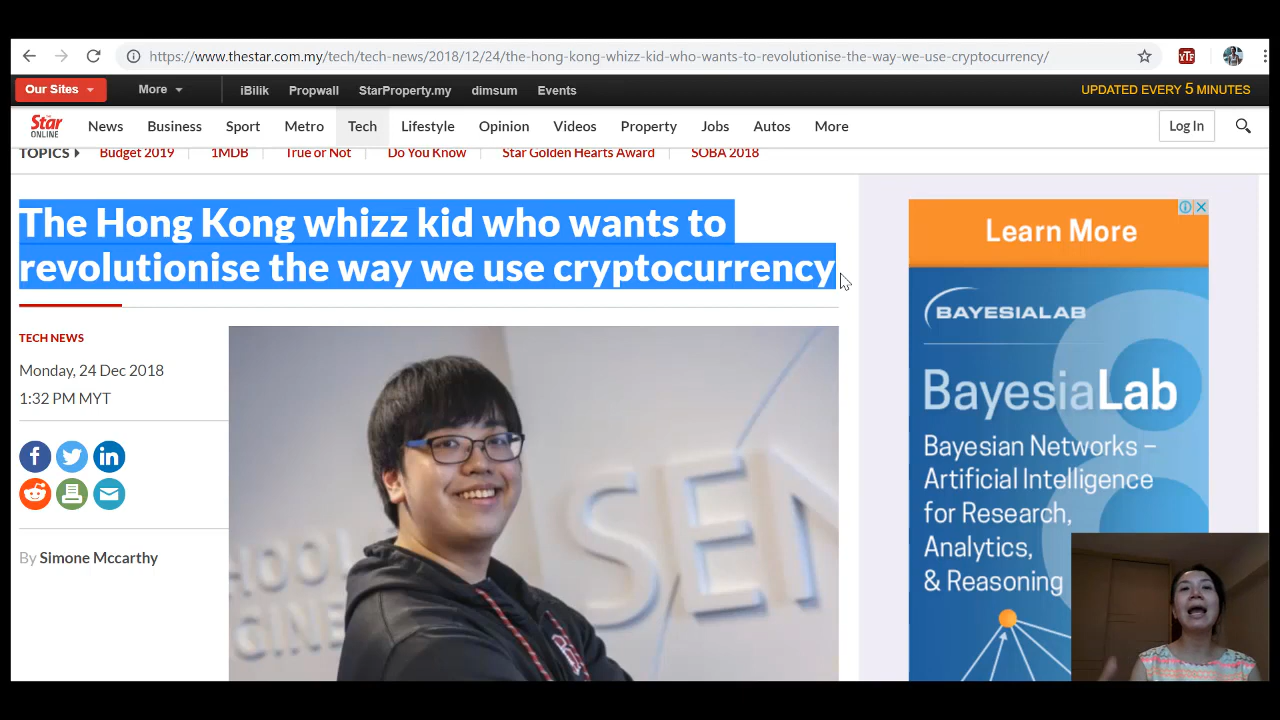 https://www.thestar.com.my/tech/tech-news/2018/12/24/the-hong-kong-whizz-kid-who-wants-to-revolutionise-the-way-we-use-cryptocurrency/
YTF
Our Sites More iBilik Propwall StarProperty.my dimsum Events UPDATED EVERY 5 MINUTES
The Star ONLINE News Business Sport Metro Tech Lifestyle Opinion Videos Property Jobs Autos More Log In
TOPICS Budget 2019 1MDB True or Not Do You Know Star Golden Hearts Award SOBA 2018
The Hong Kong whizz kid who wants to
revolutionise the way we use cryptocurrency
TECH NEWS
Monday, 24 Dec 2018
1:32 PM MYT
By Simone Mccarthy
Learn More
BAYESIALAB
BayesiaLab
Bayesian Networks –
Artificial Intelligence
for Research,
Analytics,
& Reasoning